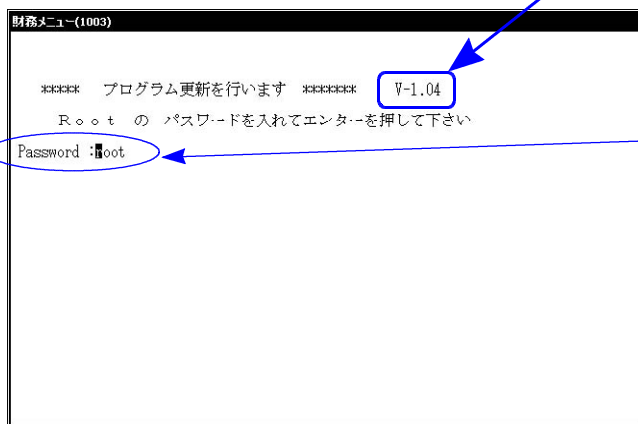 財務メニュー(1003)
***** プログラム更新を行います ******* V-1.04
Ｒｏｏｔ の パスワードを入れてエンターを押して下さい
Password :Root